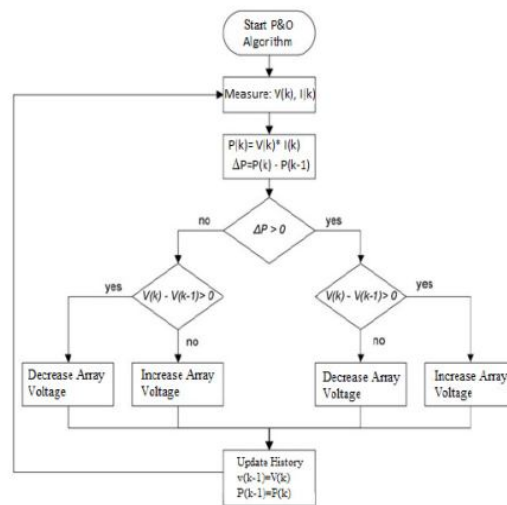 Start P&O
Algorithm
Measure: V(k), I(k)
P(k)= V(k)* I(k)
ΔP=P(k) - P(k-1)
no
ΔP > 0
yes
yes
V(k) - V(k-1)> 0
no
V(k) - V(k-1)> 0
yes
no
Decrease Array
Voltage
Increase Array
Voltage
Decrease Array
Voltage
Increase Array
Voltage
Update History
v(k-1)=V(k)
P(k-1)=P(k)